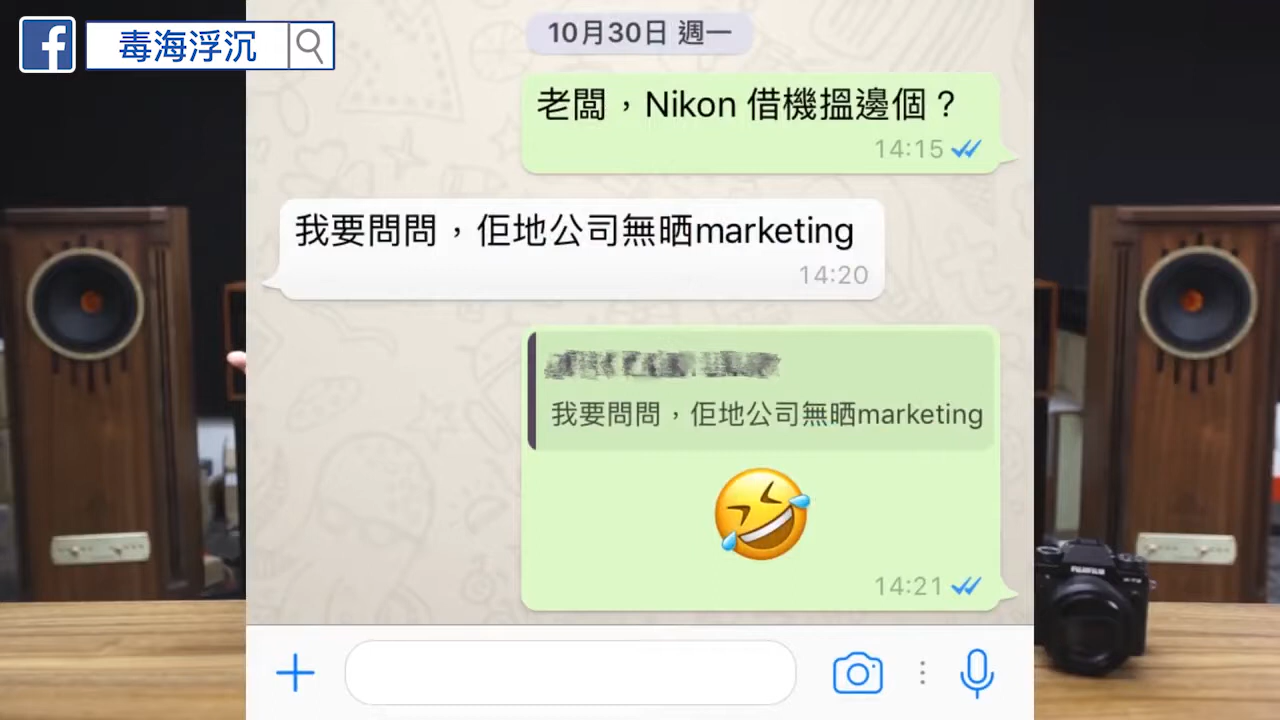 毒海浮沉
10月30日 週一
老闆，Nikon 借機搵邊個？
14:15
我要問問，佢地公司無晒marketing
14:20
我要問問，佢地公司無晒marketing
14:21
FUJIFILM